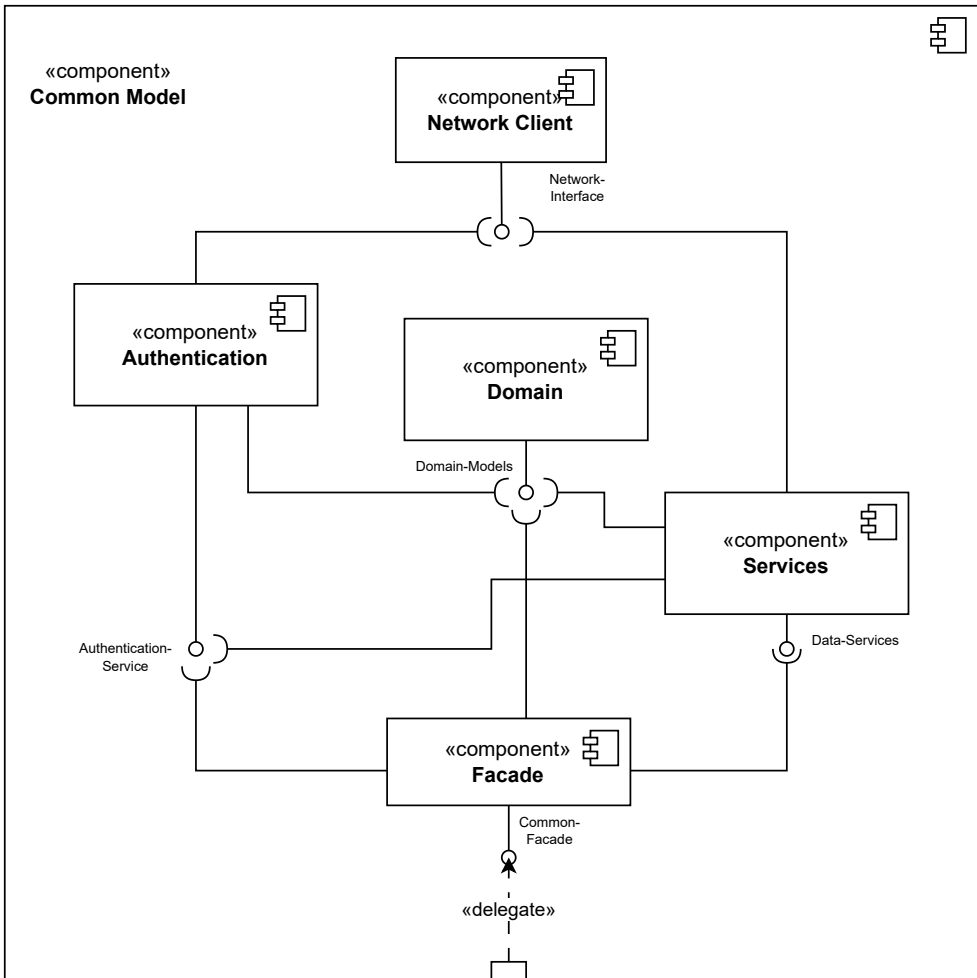 «component»
Common Model
«component»
Network Client
Network-
Interface
«component»
Authentication
«component»
Domain
Domain-Models
«component»
Services
Authentication-
Service
Data-Services
«component»
Facade
Common-
Facade
«delegate»